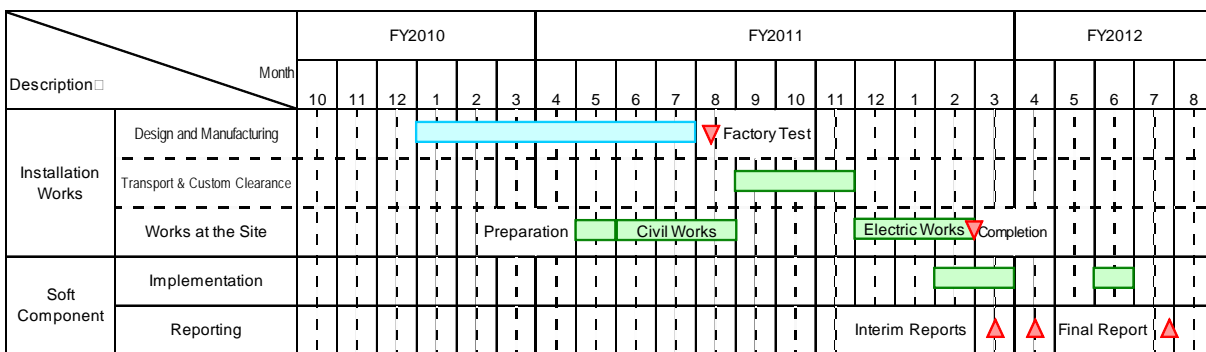 FY2010 FY2011 FY2012
Month
Description□
10 11 12 1 2 3 4 5 6 7 8 9 10 11 12 1 2 3 4 5 6 7 8
Design and Manufacturing Factory Test
Installation
Works
Transport & Custom Clearance
Works at the Site Preparation Civil Works Electric Works Completion
Soft
Component
Implementation
Reporting Interim Reports Final Report